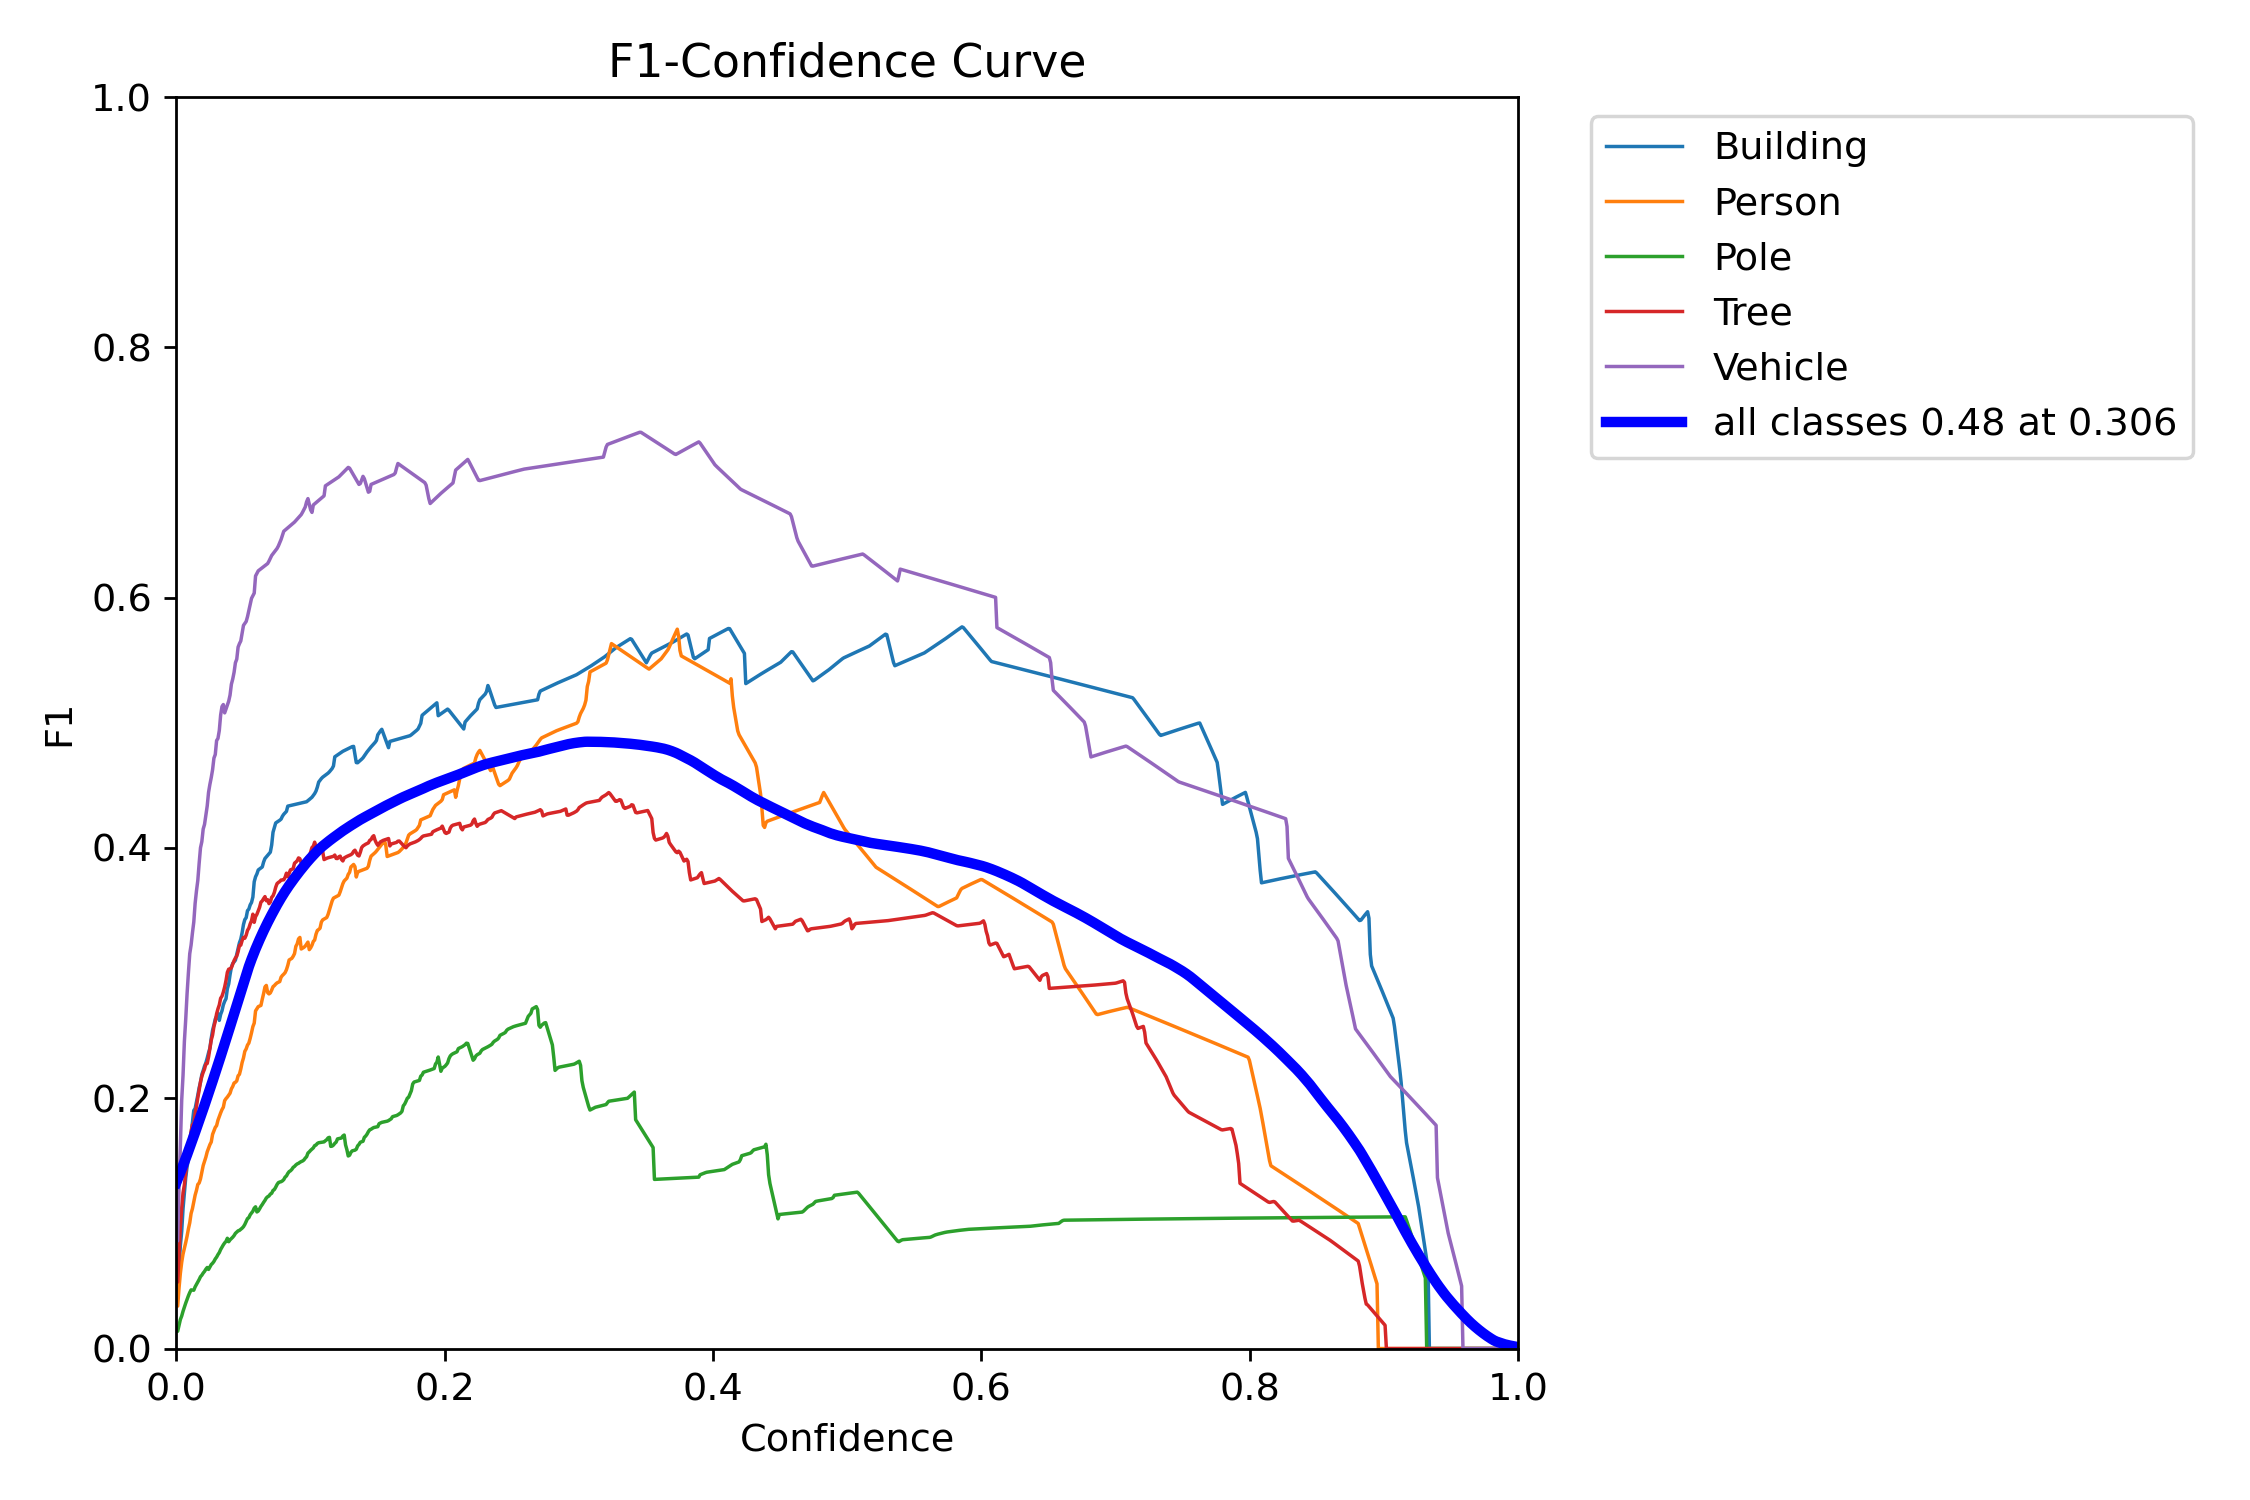 F1-Confidence Curve
1.0
0.8
0.6
0.4
0.2
0.0
F1
0.0 0.2 0.4 0.6 0.8 1.0
Confidence
Building
Person
Pole
Tree
Vehicle
all classes 0.48 at 0.306